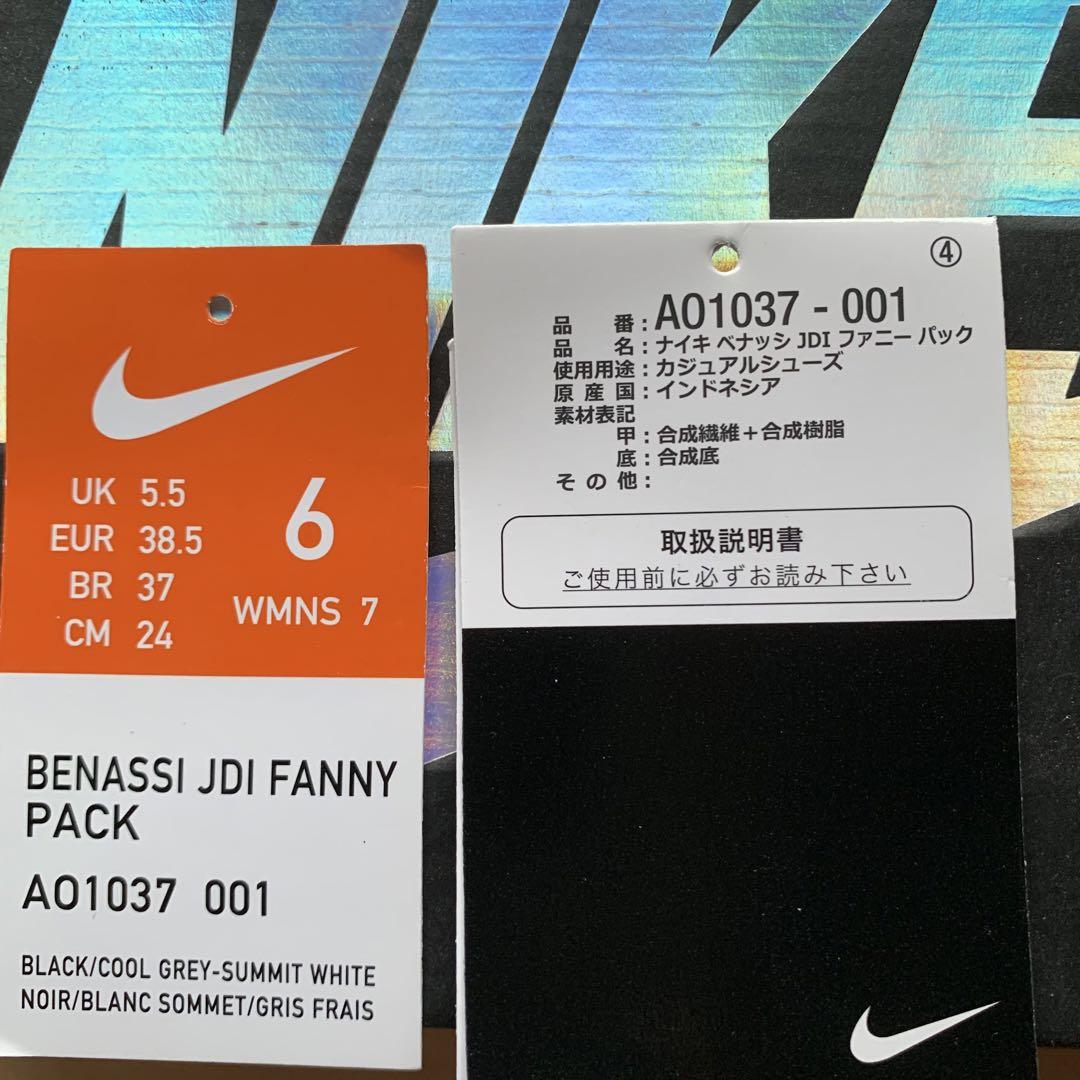 NIKE
UK 5.5
EUR 38.5
BR 37
CM 24
6
WMNS 7
BENASSI JDI FANNY
PACK
AO1037 001
BLACK/COOL GREY-SUMMIT WHITE
NOIR/BLANC SOMMET/GRIS FRAIS
④
品番:AO1037-001
品名:ナイキ ベナッシ JDI ファニー パック
使用用途:カジュアルシューズ
原産国:インドネシア
素材表記
甲:合成繊維+合成樹脂
底:合成底
その他:
取扱説明書
ご使用前に必ずお読み下さい